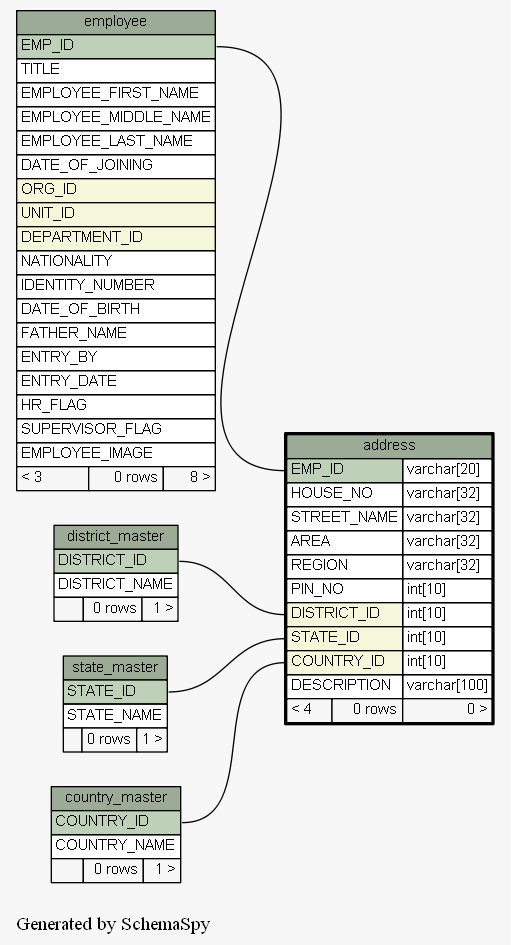 employee
EMP_ID
TITLE
EMPLOYEE_FIRST_NAME
EMPLOYEE_MIDDLE_NAME
EMPLOYEE_LAST_NAME
DATE_OF_JOINING
ORG_ID
UNIT_ID
DEPARTMENT_ID
NATIONALITY
IDENTITY_NUMBER
DATE_OF_BIRTH
FATHER_NAME
ENTRY_BY
ENTRY_DATE
HR_FLAG
SUPERVISOR_FLAG
EMPLOYEE_IMAGE
< 3 0 rows 8 >
address
EMP_ID varchar[20]
HOUSE_NO varchar[32]
STREET_NAME varchar[32]
AREA varchar[32]
REGION varchar[32]
PIN_NO int[10]
DISTRICT_ID int[10]
STATE_ID int[10]
COUNTRY_ID int[10]
DESCRIPTION varchar[100]
< 4 0 rows 0 >
district_master
DISTRICT_ID
DISTRICT_NAME
0 rows 1 >
state_master
STATE_ID
STATE_NAME
0 rows 1 >
country_master
COUNTRY_ID
COUNTRY_NAME
0 rows 1 >
Generated by SchemaSpy